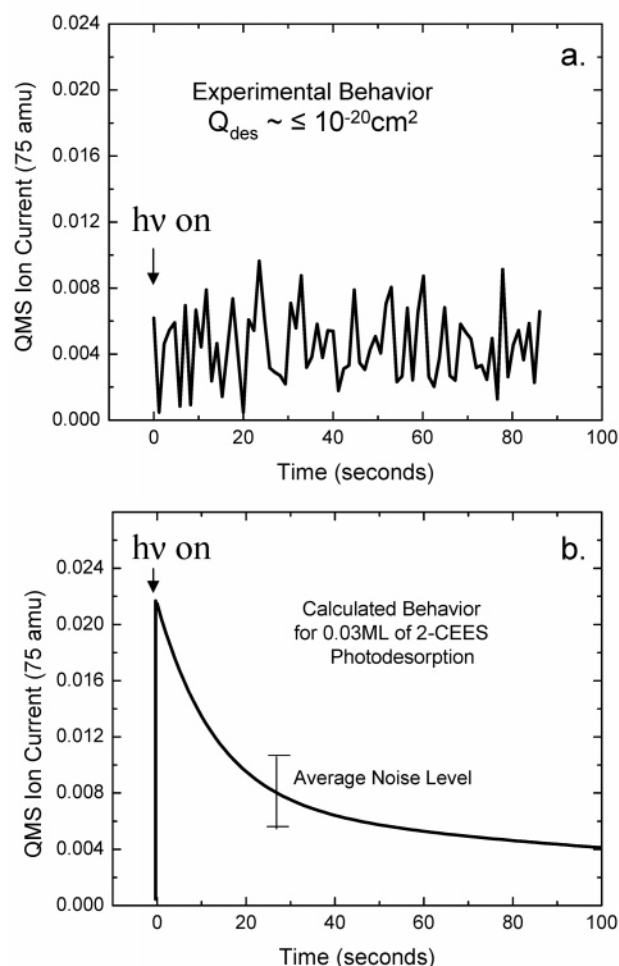 a.
Experimental Behavior
Q_des ~ ≤ 10⁻²⁰cm²
hν on
QMS Ion Current (75 amu)
0.024
0.020
0.016
0.012
0.008
0.004
0.000
0 20 40 60 80 100
Time (seconds)
b.
hν on
Calculated Behavior
for 0.03ML of 2-CEES
Photodesorption
Average Noise Level
QMS Ion Current (75 amu)
0.024
0.020
0.016
0.012
0.008
0.004
0.000
0 20 40 60 80 100
Time (seconds)